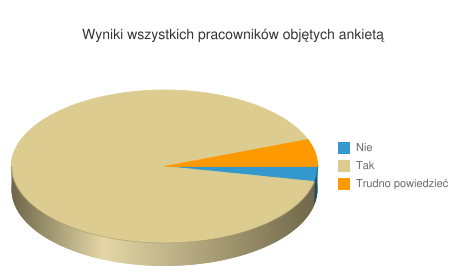 Wyniki wszystkich pracowników objętych ankietą
Nie
Tak
Trudno powiedzieć